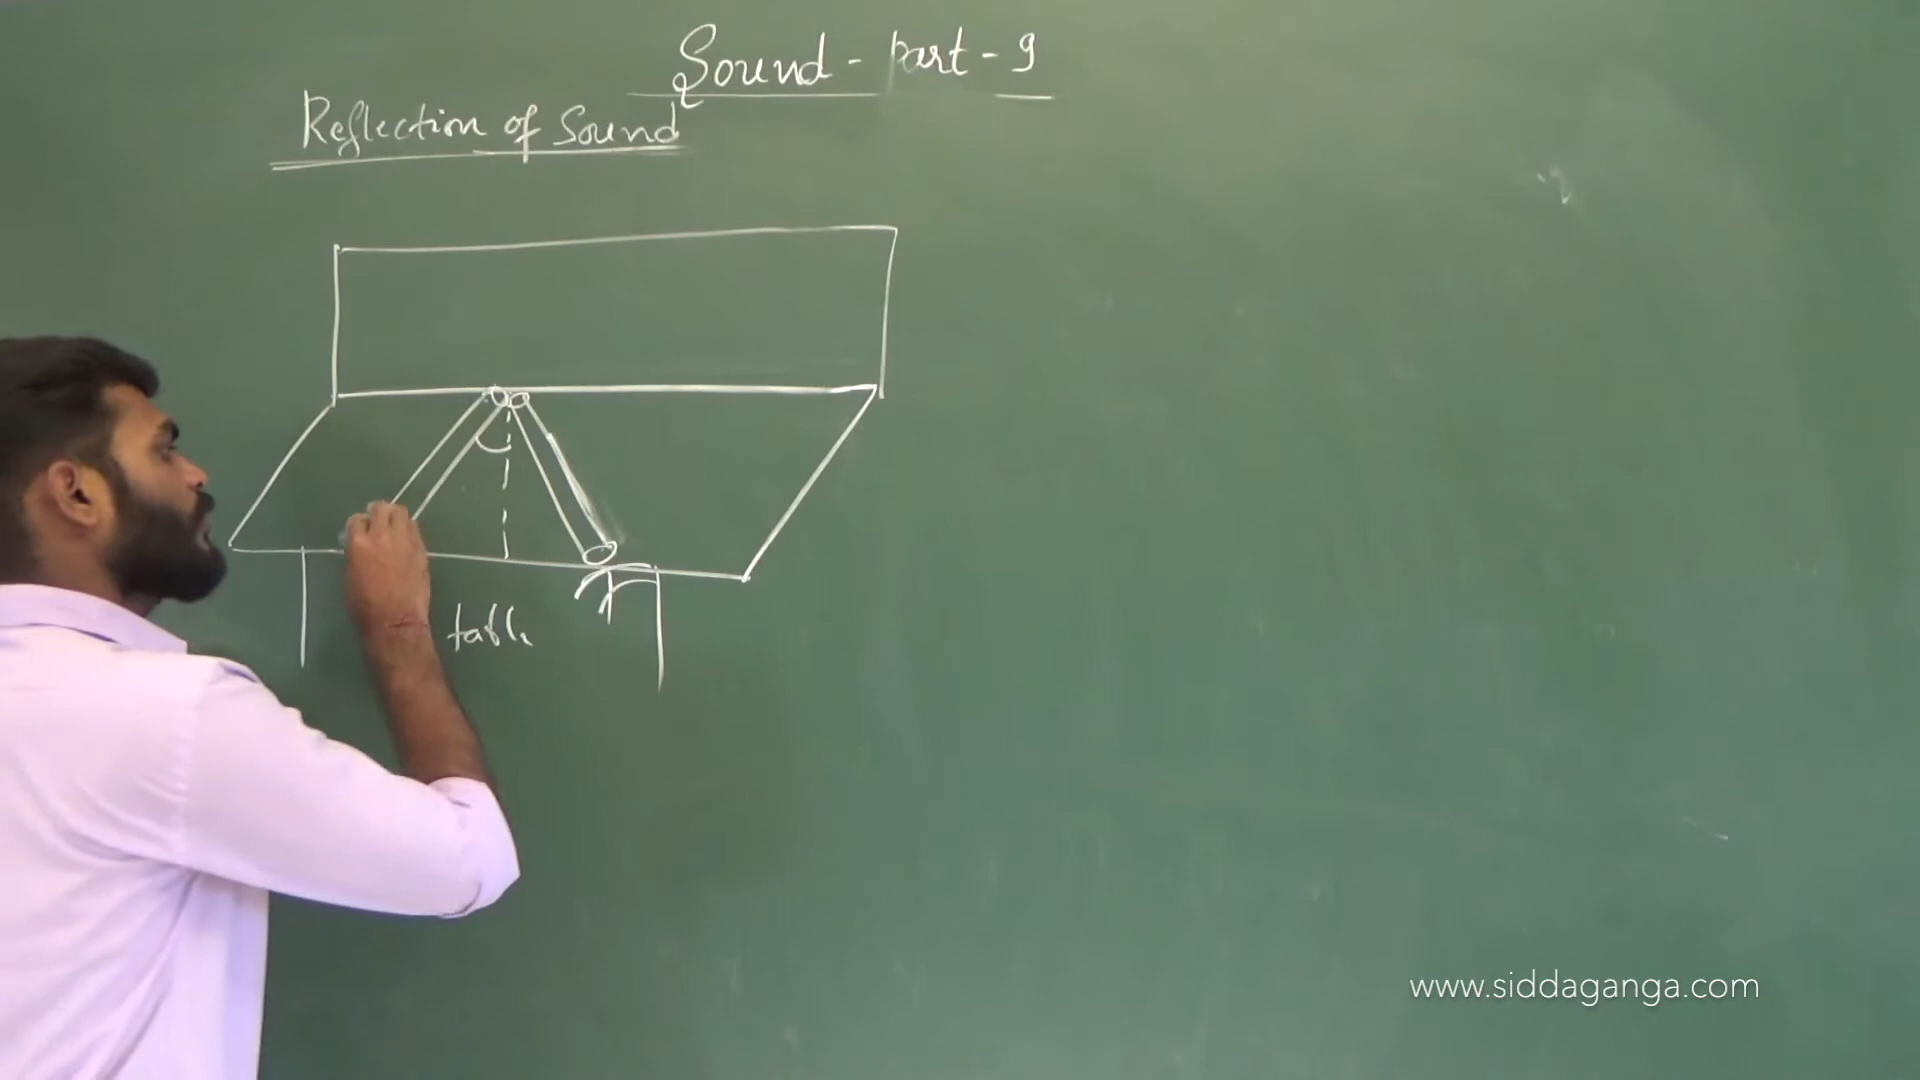 Sound - part - 9
Reflection of Sound
table
www.siddaganga.com